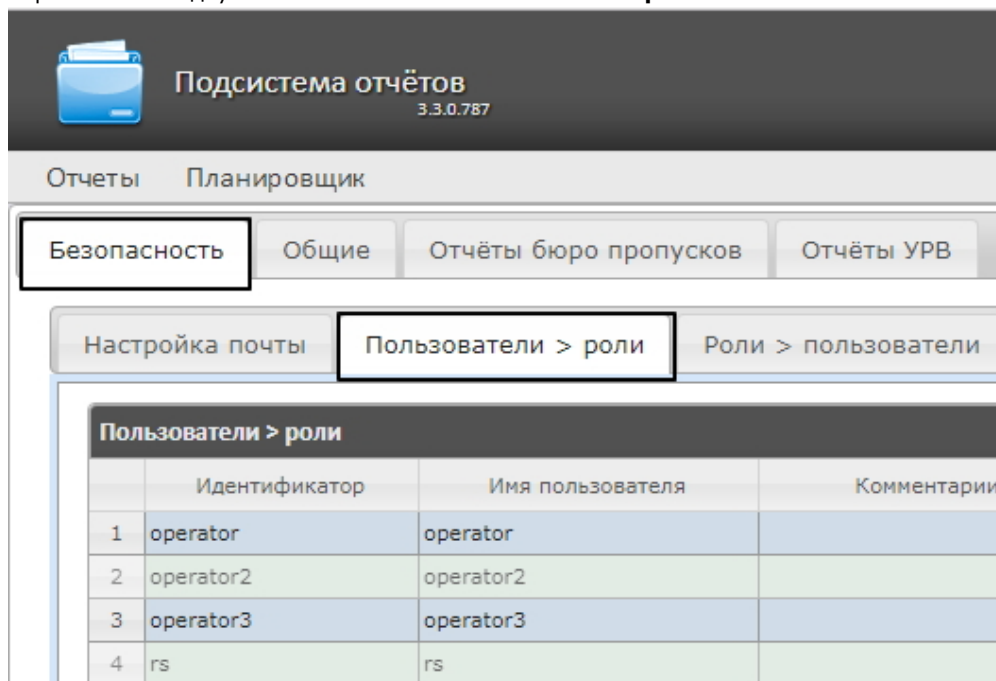 Подсистема отчётов
3.3.0.787
Отчеты Планировщик
Безопасность Общие Отчёты бюро пропусков Отчёты УРВ
Настройка почты Пользователи > роли Роли > пользователи
Пользователи > роли
Идентификатор Имя пользователя Комментарии
1 operator operator
2 operator2 operator2
3 operator3 operator3
4 rs rs